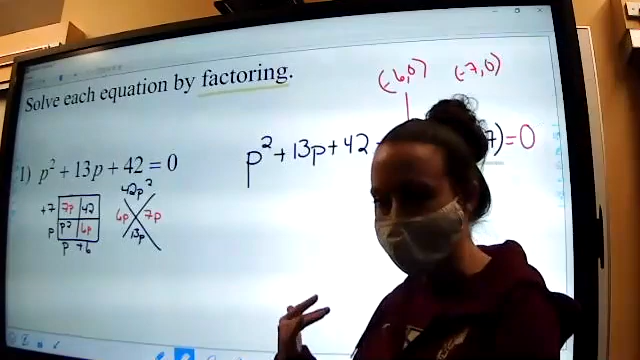 Solve each equation by factoring.
(-6,0) (-7,0)
p² + 13p + 42 7) = 0
1) p² + 13p + 42 = 0
42p²
+7 7p 42
6p 7p
p p² 6p
13p
p +6